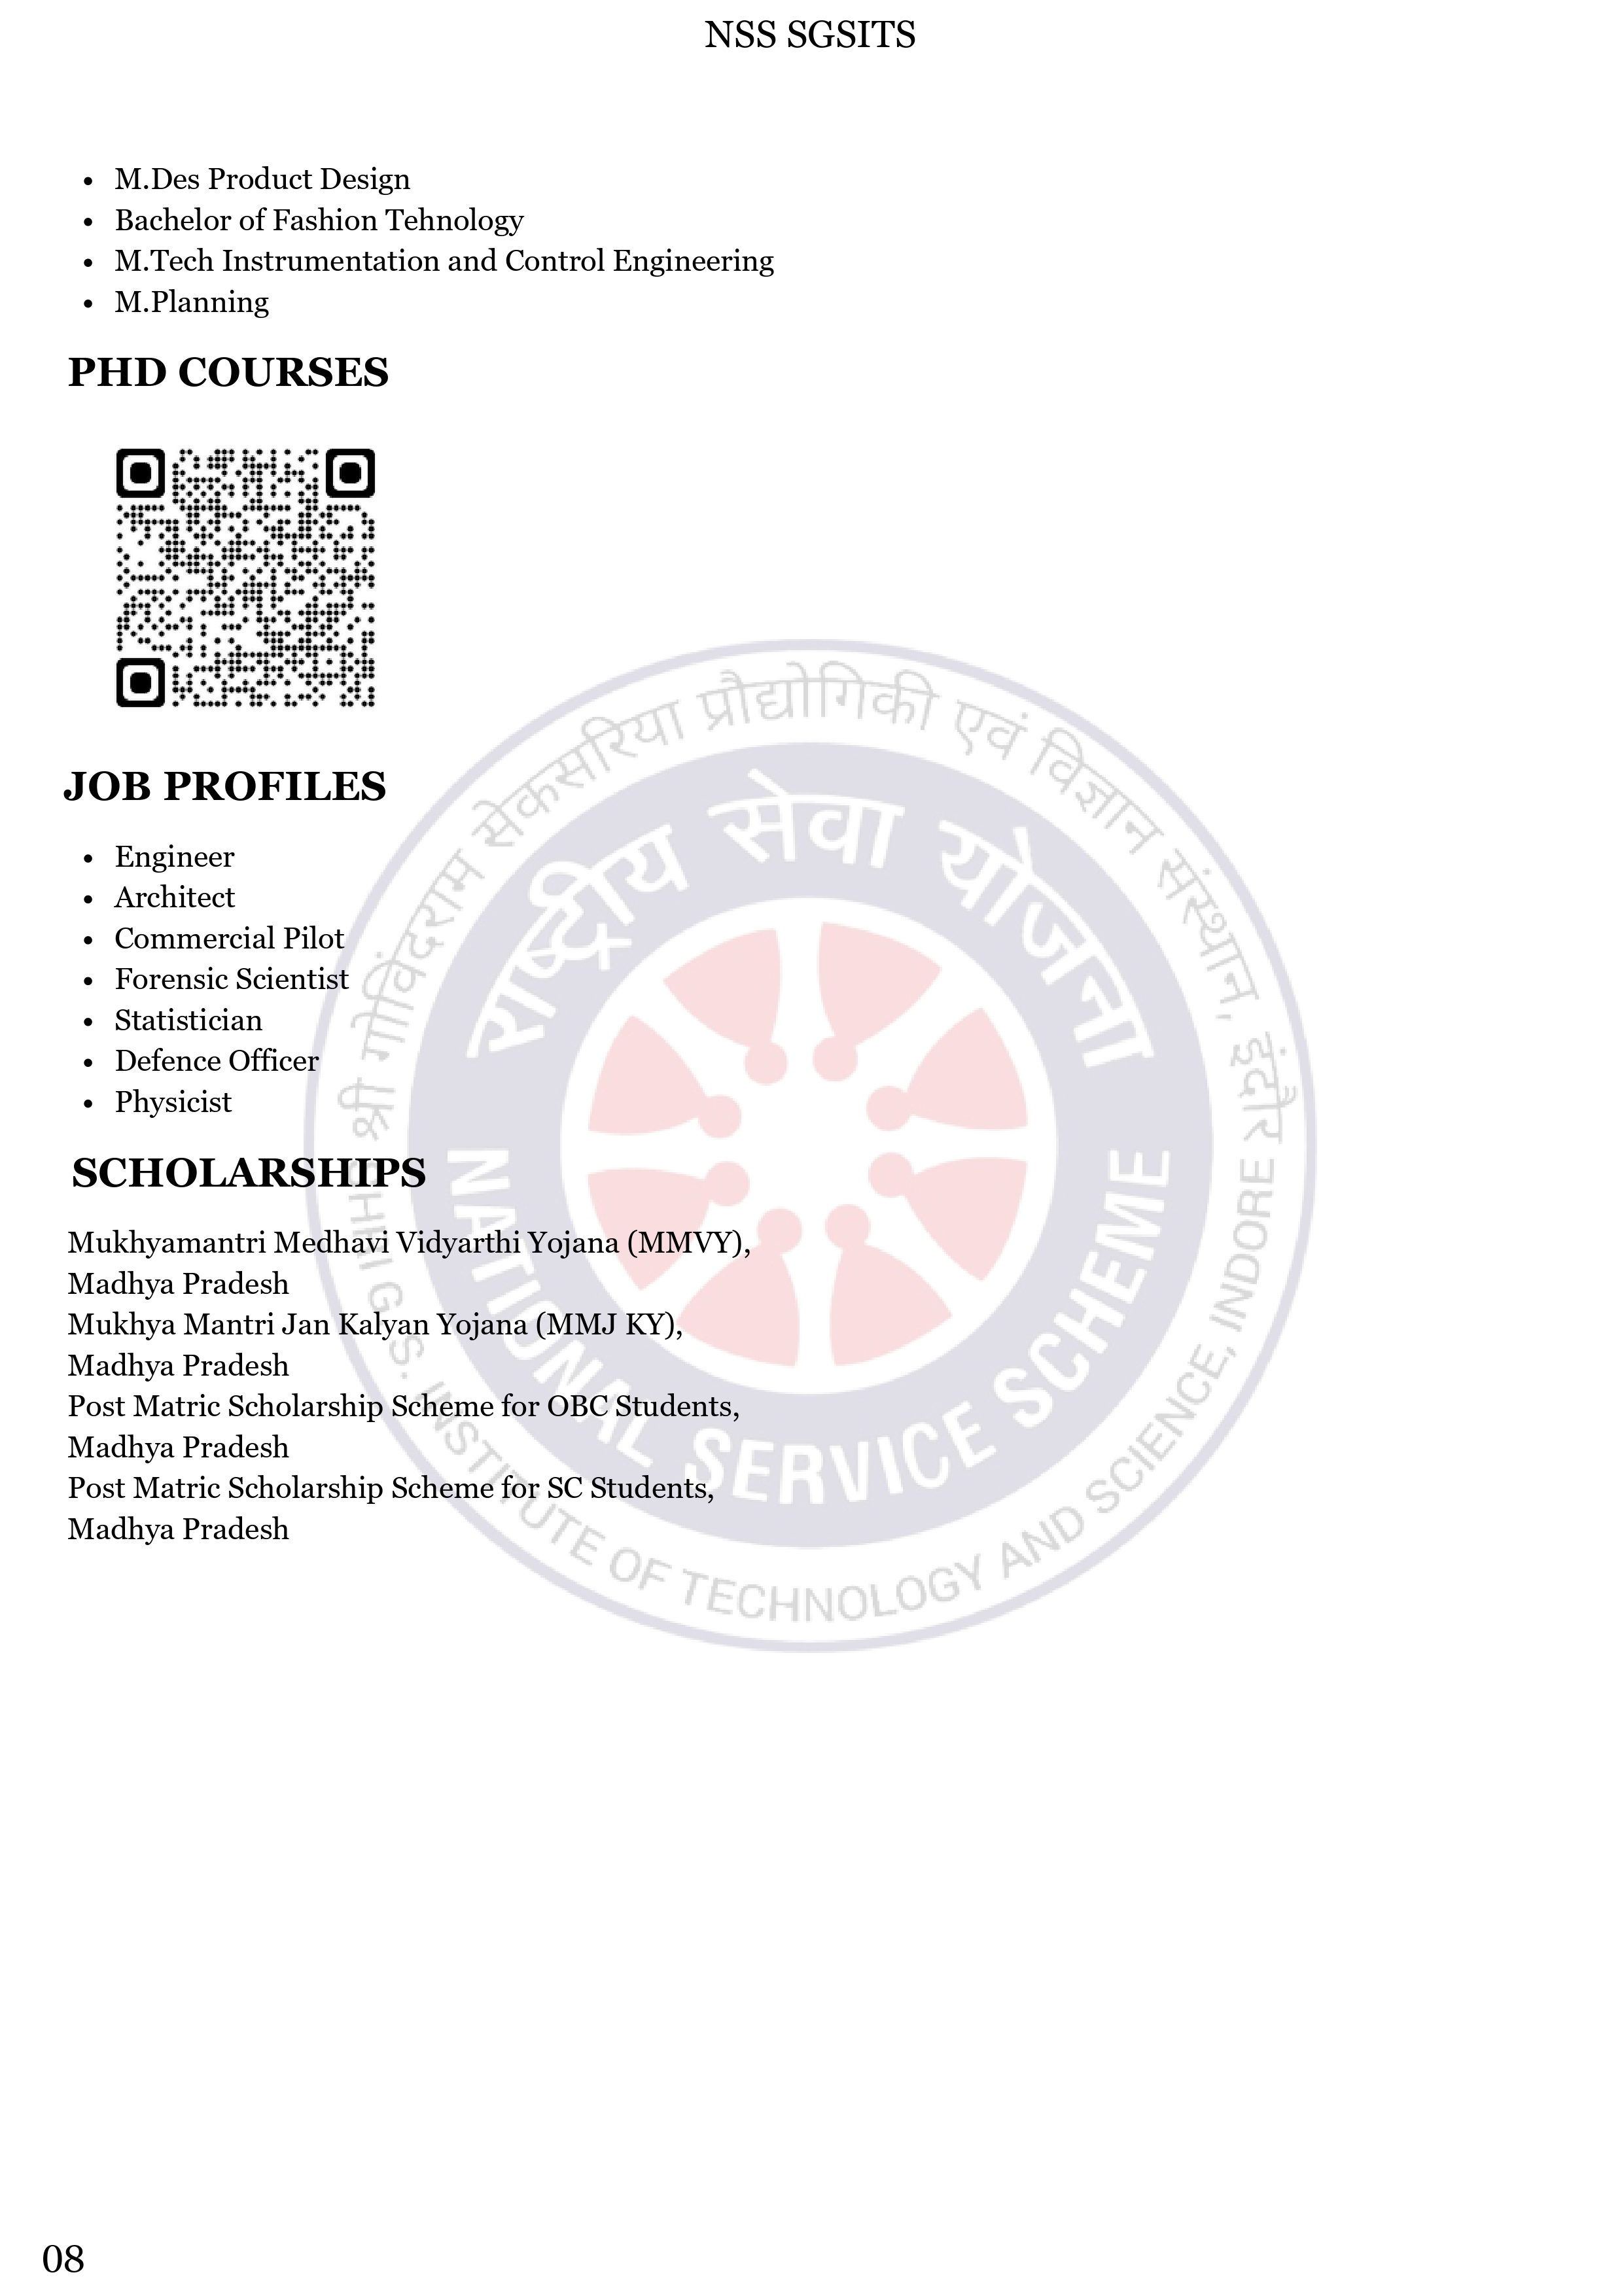 NSS SGSITS
• M.Des Product Design
• Bachelor of Fashion Tehnology
• M.Tech Instrumentation and Control Engineering
• M.Planning
PHD COURSES
JOB PROFILES
• Engineer
• Architect
• Commercial Pilot
• Forensic Scientist
• Statistician
• Defence Officer
• Physicist
SCHOLARSHIPS
Mukhyamantri Medhavi Vidyarthi Yojana (MMVY),
Madhya Pradesh
Mukhya Mantri Jan Kalyan Yojana (MMJ KY),
Madhya Pradesh
Post Matric Scholarship Scheme for OBC Students,
Madhya Pradesh
Post Matric Scholarship Scheme for SC Students,
Madhya Pradesh
श्री गोविंदराम सेकसरिया प्रौद्योगिकी एवं विज्ञान संस्थान, इंदौर
राष्ट्रीय सेवा योजना
NATIONAL SERVICE SCHEME
SHRI G.S. INSTITUTE OF TECHNOLOGY AND SCIENCE, INDORE
08